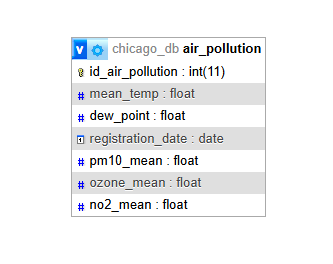 v chicago_db air_pollution
id_air_pollution : int(11)
# mean_temp : float
# dew_point : float
registration_date : date
# pm10_mean : float
# ozone_mean : float
# no2_mean : float